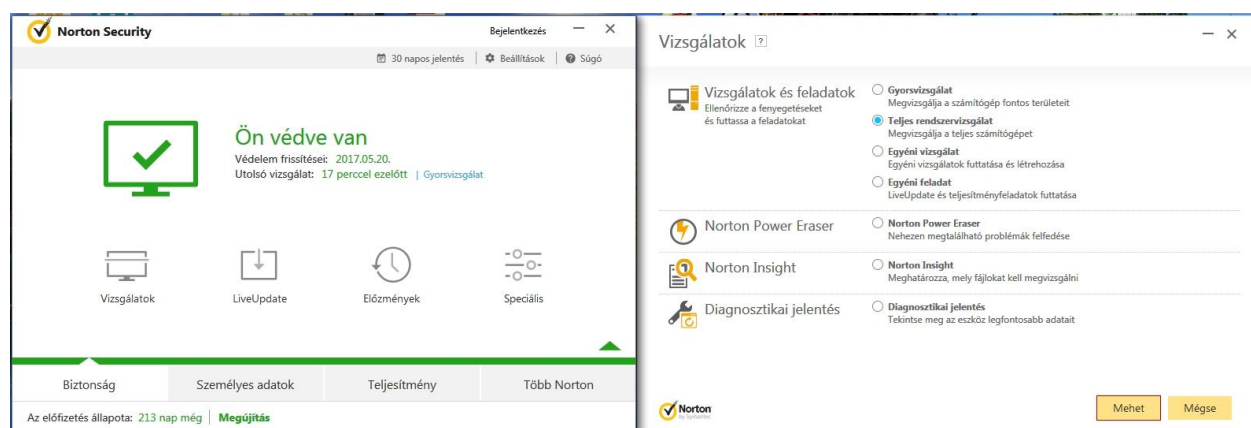 Norton Security
Bejelentkezés
30 napos jelentés
Beállítások
Súgó
Ön védve van
Védelem frissítései: 2017.05.20.
Utolsó vizsgálat: 17 perccel ezelőtt | Gyorsvizsgálat
Vizsgálatok
LiveUpdate
Előzmények
Speciális
Biztonság
Személyes adatok
Teljesítmény
Több Norton
Az előfizetés állapota: 213 nap még | Megújítás
Vizsgálatok ?
Vizsgálatok és feladatok
Ellenőrizze a fenyegetéseket
és futtassa a feladatokat
Gyorsvizsgálat
Megvizsgálja a számítógép fontos területeit
Teljes rendszervizsgálat
Megvizsgálja a teljes számítógépet
Egyéni vizsgálat
Egyéni vizsgálatok futtatása és létrehozása
Egyéni feladat
LiveUpdate és teljesítményfeladatok futtatása
Norton Power Eraser
Norton Power Eraser
Nehezen megtalálható problémák felfedése
Norton Insight
Norton Insight
Meghatározza, mely fájlokat kell megvizsgálni
Diagnosztikai jelentés
Diagnosztikai jelentés
Tekintse meg az eszköz legfontosabb adatait
Norton
by Symantec
Mehet
Mégse